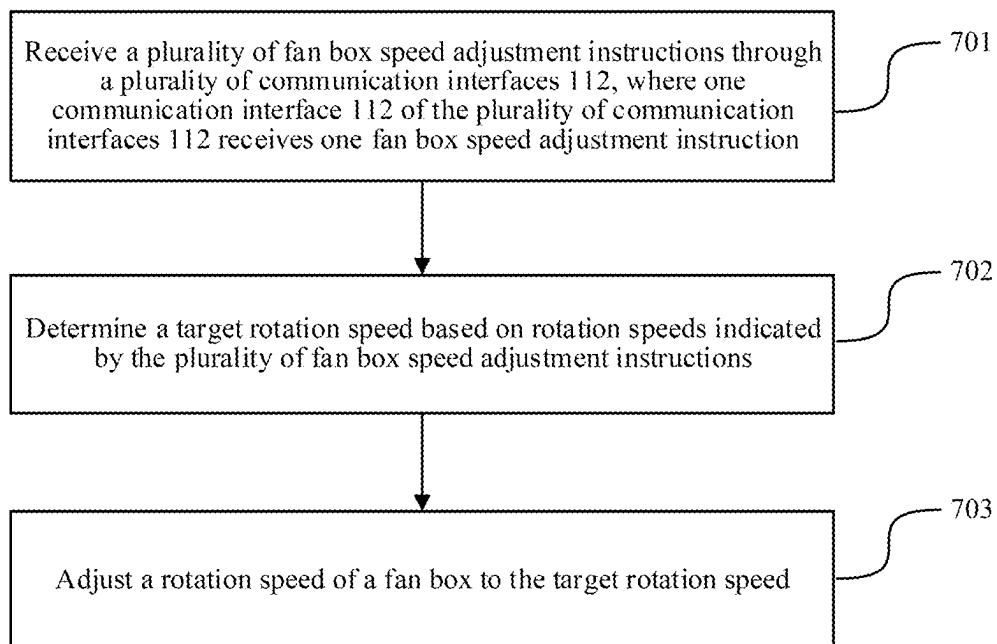 Receive a plurality of fan box speed adjustment instructions through
a plurality of communication interfaces 112, where one
communication interface 112 of the plurality of communication
interfaces 112 receives one fan box speed adjustment instruction
701
Determine a target rotation speed based on rotation speeds indicated
by the plurality of fan box speed adjustment instructions
702
Adjust a rotation speed of a fan box to the target rotation speed
703